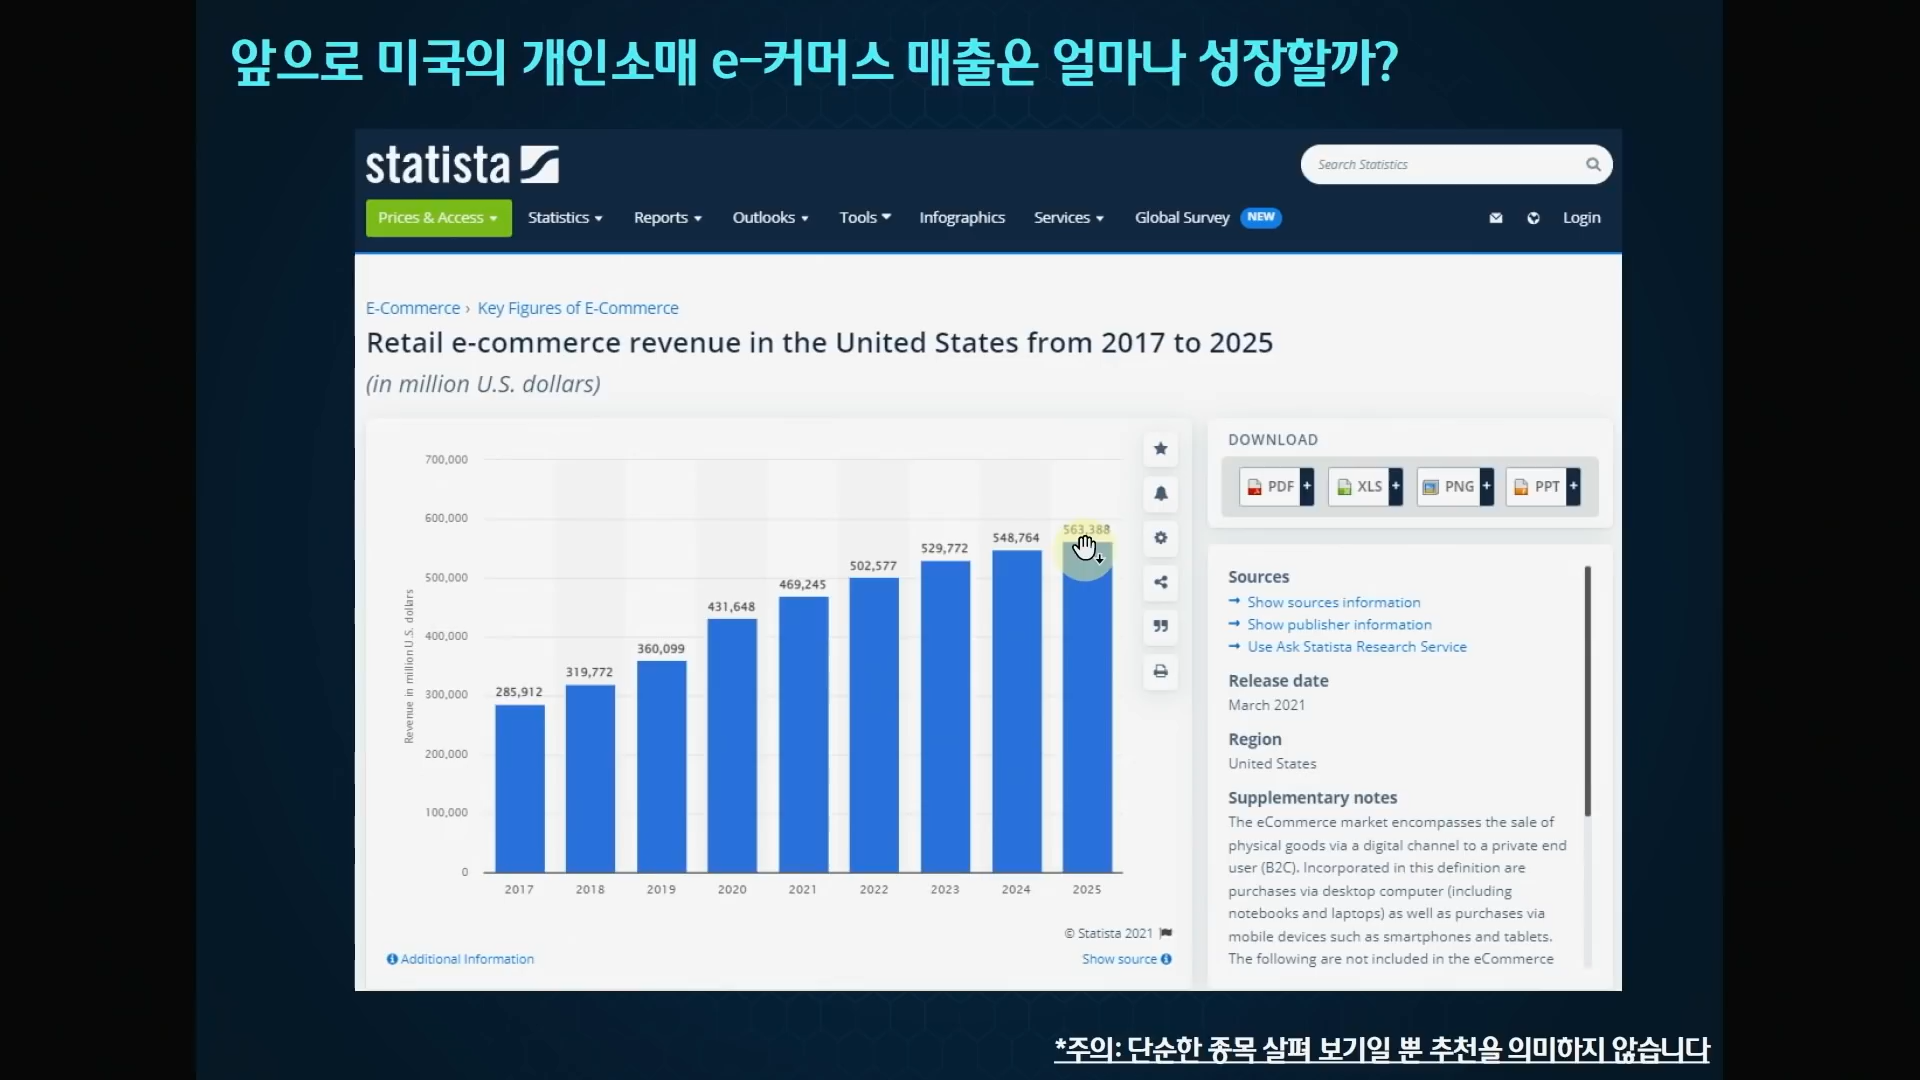 앞으로 미국의 개인소매 e-커머스 매출은 얼마나 성장할까?
statista
Search Statistics
Prices & Access Statistics Reports Outlooks Tools Infographics Services Global Survey NEW Login
E-Commerce › Key Figures of E-Commerce
Retail e-commerce revenue in the United States from 2017 to 2025
(in million U.S. dollars)
Revenue in million U.S. dollars
700,000
600,000
500,000
400,000
300,000
200,000
100,000
0
285,912
319,772
360,099
431,648
469,245
502,577
529,772
548,764
563,388
2017 2018 2019 2020 2021 2022 2023 2024 2025
© Statista 2021
Additional Information
Show source
DOWNLOAD
PDF + XLS + PNG + PPT +
Sources
Show sources information
Show publisher information
Use Ask Statista Research Service
Release date
March 2021
Region
United States
Supplementary notes
The eCommerce market encompasses the sale of
physical goods via a digital channel to a private end
user (B2C). Incorporated in this definition are
purchases via desktop computer (including
notebooks and laptops) as well as purchases via
mobile devices such as smartphones and tablets.
The following are not included in the eCommerce
*주의: 단순한 종목 살펴 보기일 뿐 추천을 의미하지 않습니다